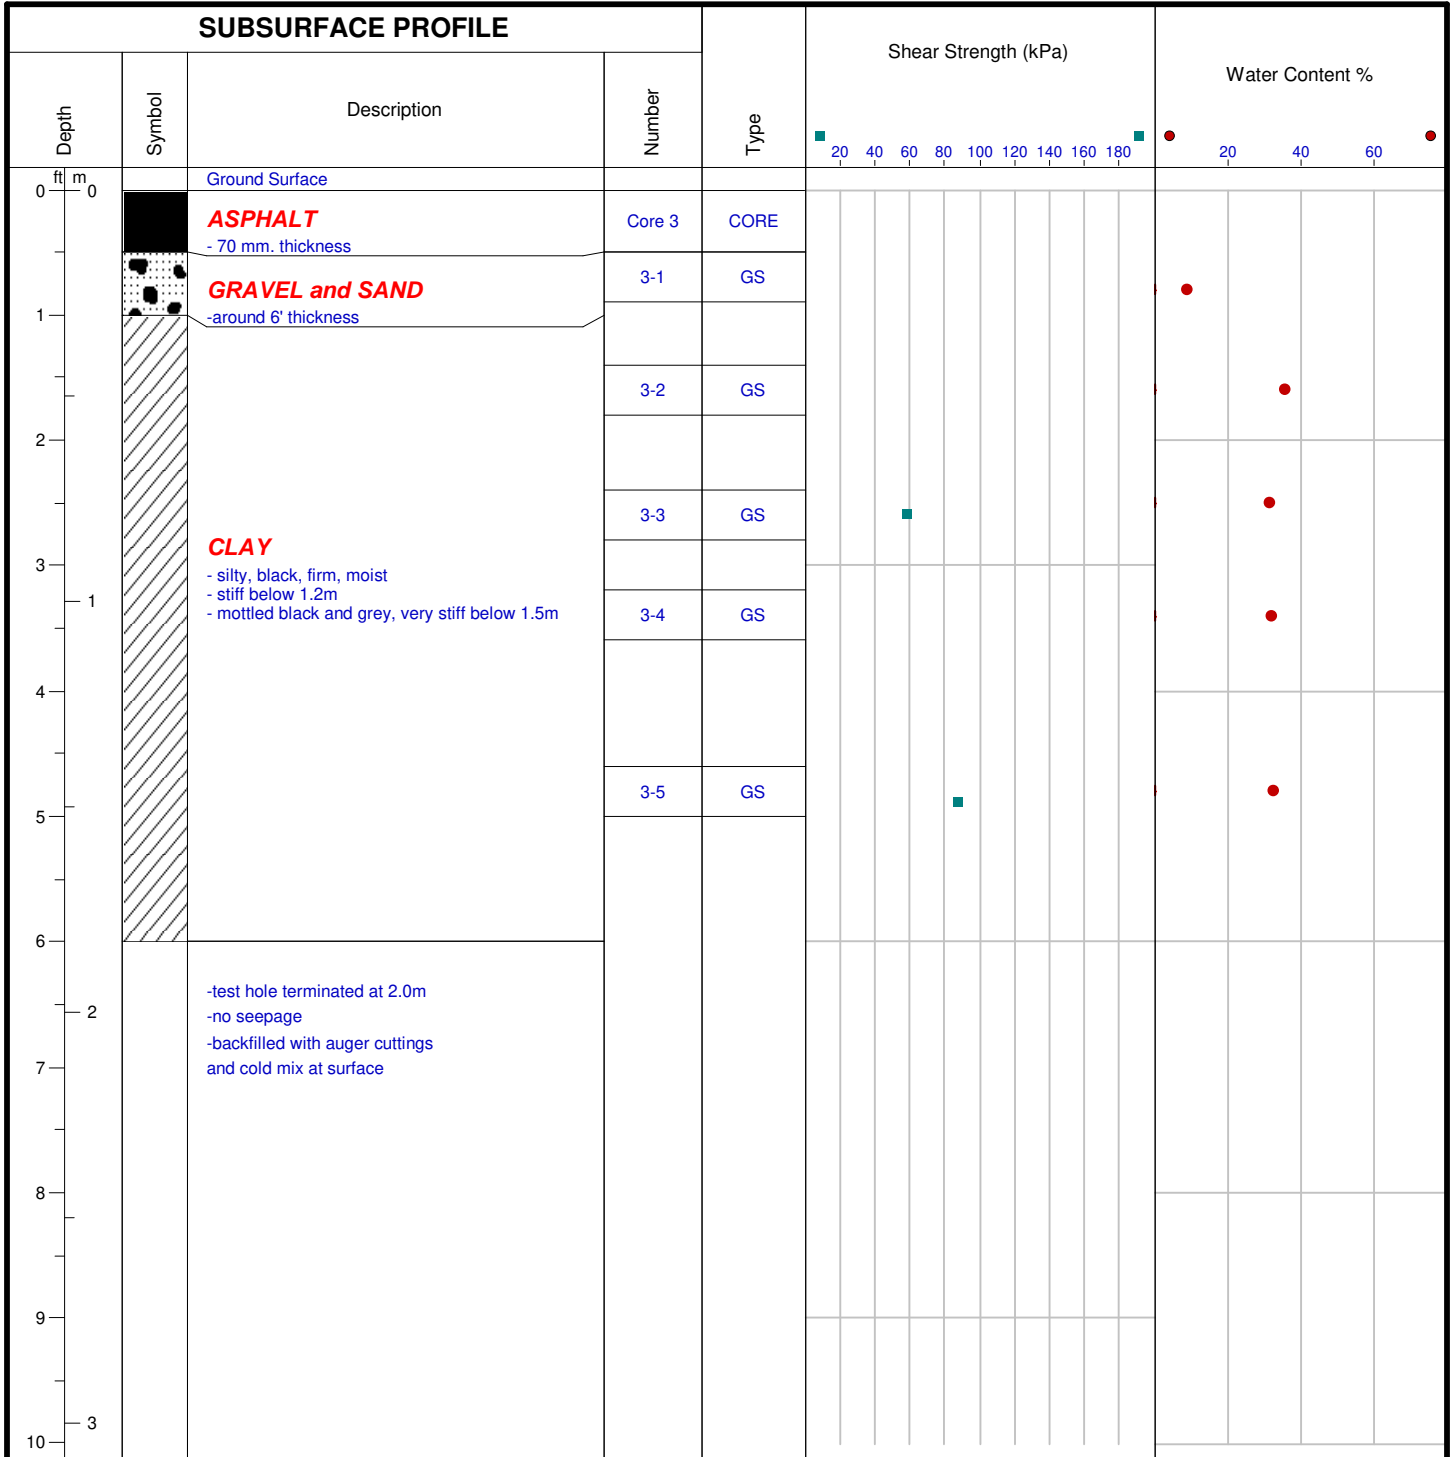 SUBSURFACE PROFILE
Depth
Symbol
Description
Number
Type
Shear Strength (kPa)
20 40 60 80 100 120 140 160 180
Water Content %
20 40 60
ft m
0 0
Ground Surface
ASPHALT
- 70 mm. thickness
Core 3 CORE
GRAVEL and SAND
-around 6' thickness
3-1 GS
1
3-2 GS
2
3-3 GS
CLAY
- silty, black, firm, moist
- stiff below 1.2m
- mottled black and grey, very stiff below 1.5m
3
1
3-4 GS
4
3-5 GS
5
6
-test hole terminated at 2.0m
-no seepage
-backfilled with auger cuttings
and cold mix at surface
2
7
8
9
3
10